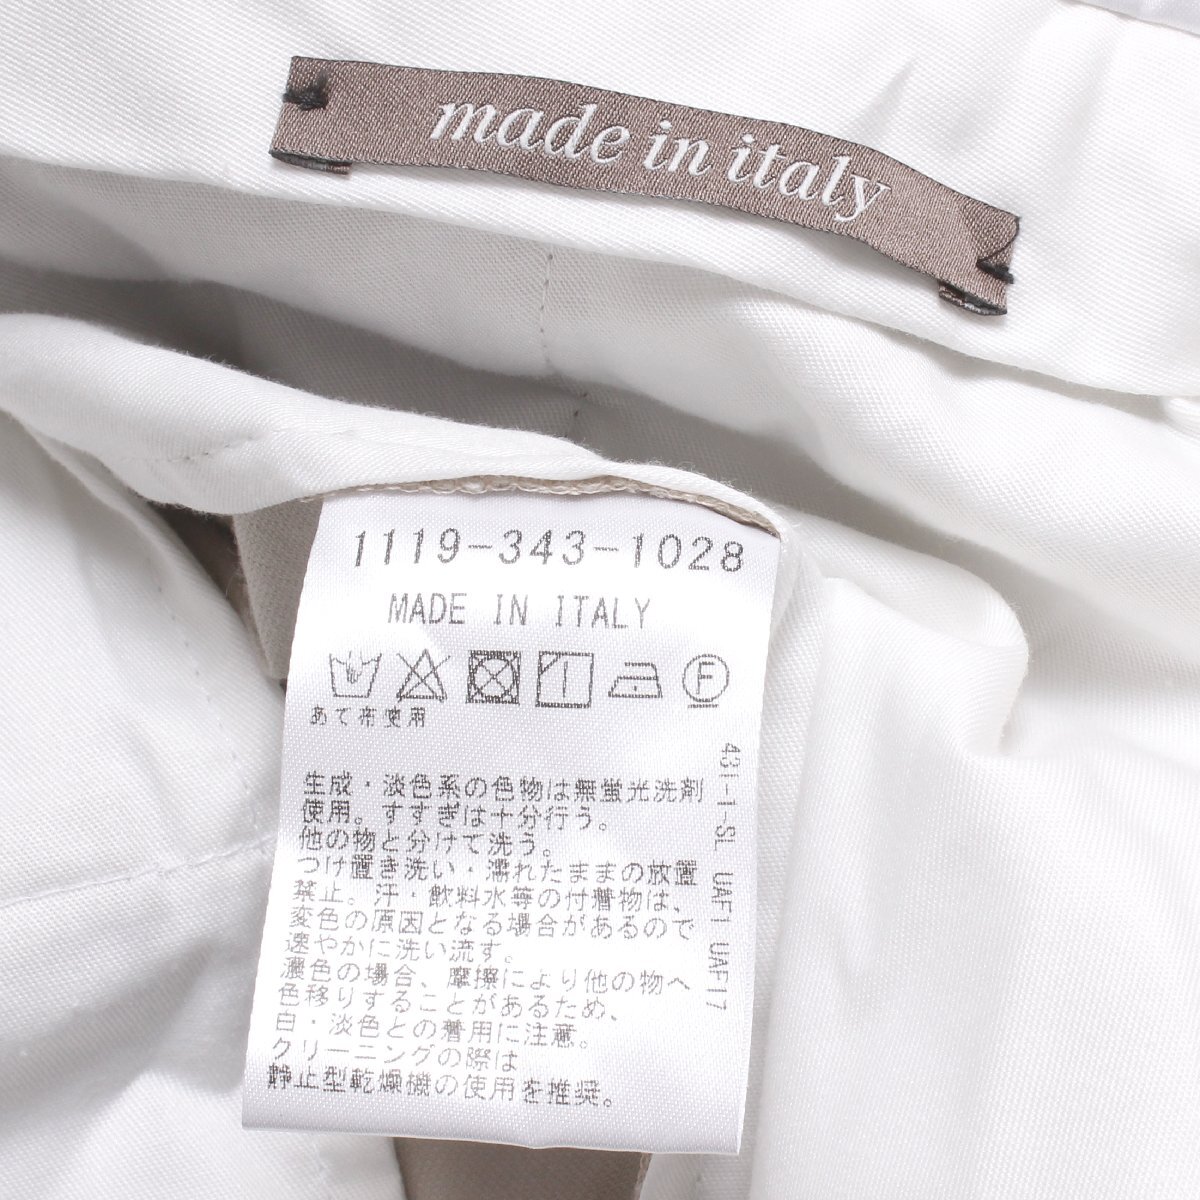 made in italy
1119-343-1028
MADE IN ITALY
F
あて布使用
生成・淡色系の色物は無蛍光洗剤
使用。すすぎは十分行う。
他の物と分けて洗う。
つけ置き洗い・濡れたままの放置
禁止。汗・飲料水等の付着物は、
変色の原因となる場合があるので
速やかに洗い流す。
濃色の場合、摩擦により他の物へ
色移りすることがあるため、
白・淡色との着用に注意。
クリーニングの際は
静止型乾燥機の使用を推奨。
431-1-SL UAF1 UAF17